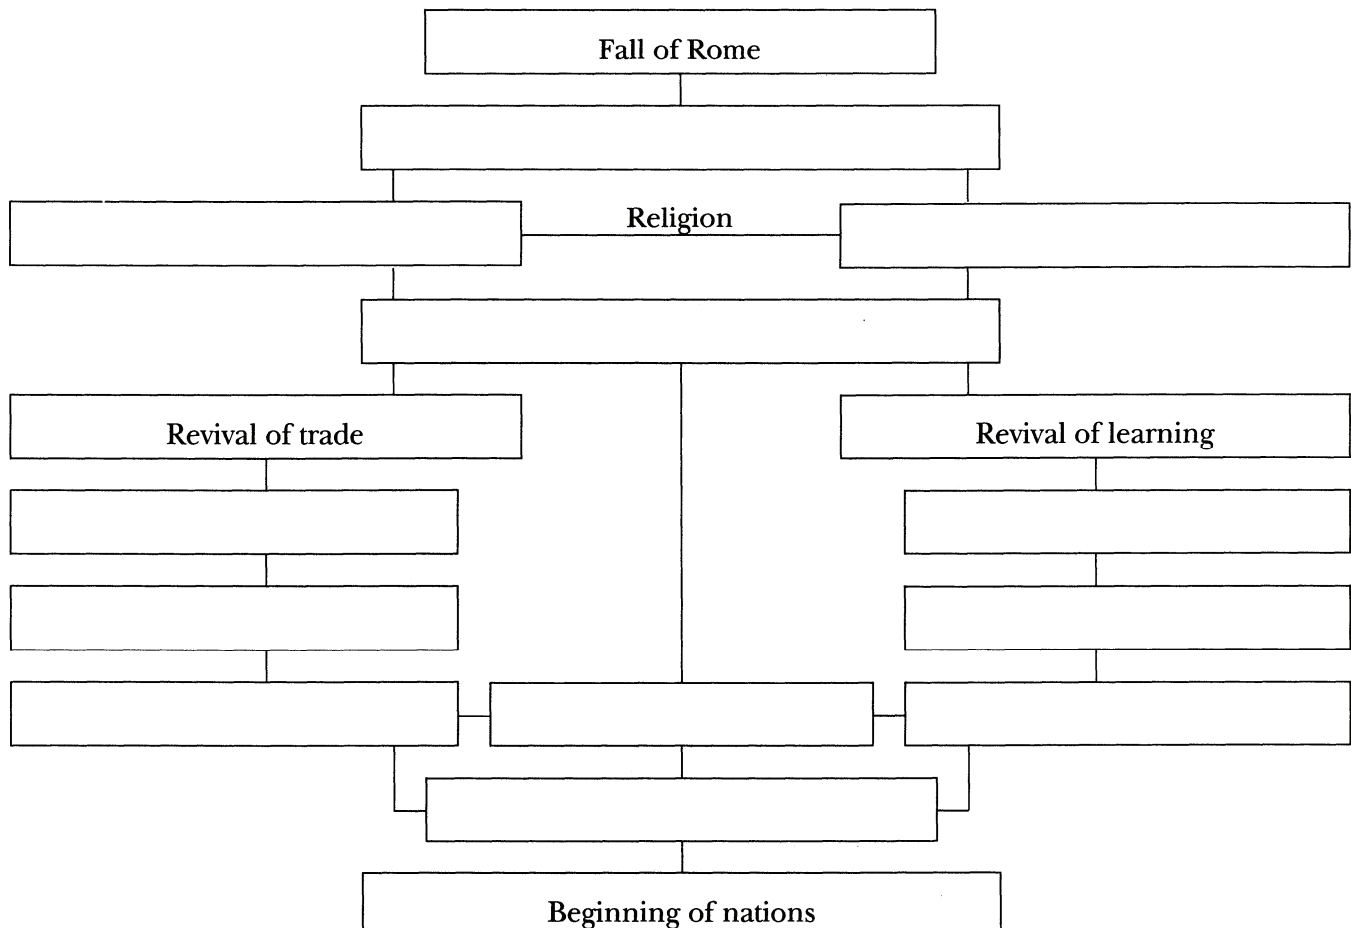 Fall of Rome
Religion
Revival of trade
Revival of learning
Beginning of nations